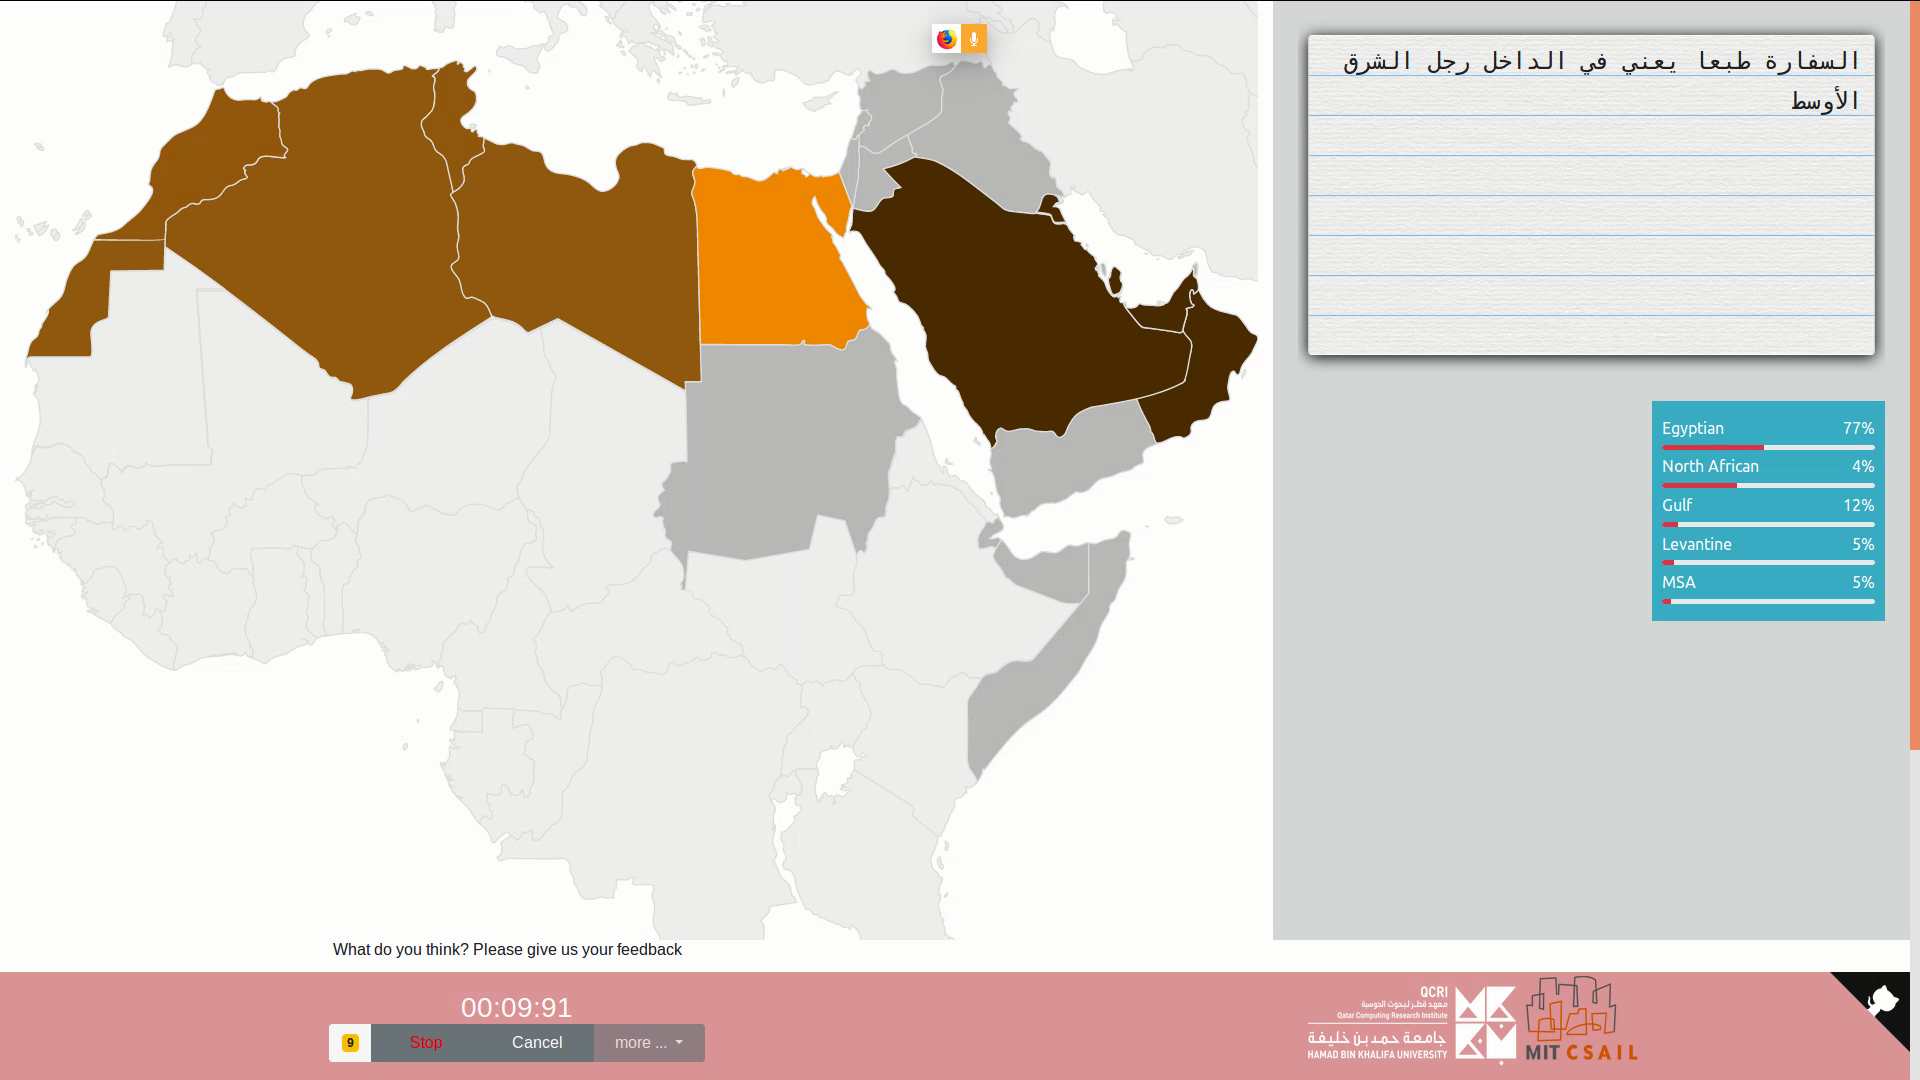 السفارة طبعا يعني في الداخل رجل الشرق
الأوسط
Egyptian 77%
North African 4%
Gulf 12%
Levantine 5%
MSA 5%
What do you think? Please give us your feedback
00:09:91
9 Stop Cancel more ...
QCRI
معهد قطر لبحوث الحوسبة
Qatar Computing Research Institute
جامعة حمد بن خليفة
HAMAD BIN KHALIFA UNIVERSITY
MIT CSAIL